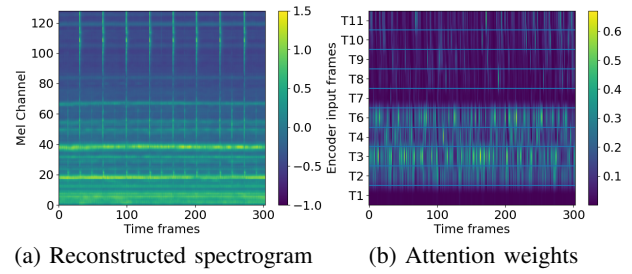 120
100
80
60
40
20
0
Mel Channel
0
100
200
300
Time frames
1.5
1.0
0.5
0.0
−0.5
−1.0
(a) Reconstructed spectrogram
T11
T10
T9
T8
T7
T6
T4
T3
T2
T1
Encoder input frames
0
100
200
300
Time frames
0.6
0.5
0.4
0.3
0.2
0.1
(b) Attention weights